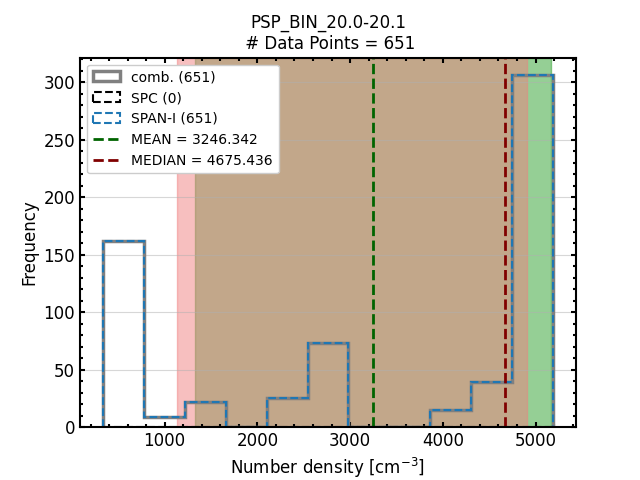 PSP_BIN_20.0-20.1
# Data Points = 651
comb. (651)
SPC (0)
SPAN-I (651)
MEAN = 3246.342
MEDIAN = 4675.436
Frequency
300
250
200
150
100
50
0
1000 2000 3000 4000 5000
Number density [cm⁻³]